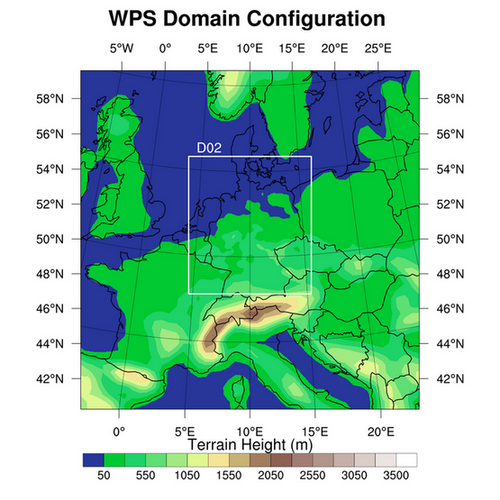 WPS Domain Configuration
5°W 0° 5°E 10°E 15°E 20°E 25°E
58°N 58°N
56°N 56°N
D02
54°N 54°N
52°N 52°N
50°N 50°N
48°N 48°N
46°N 46°N
44°N 44°N
42°N 42°N
0° 5°E 10°E 15°E 20°E
Terrain Height (m)
50 550 1050 1550 2050 2550 3050 3500